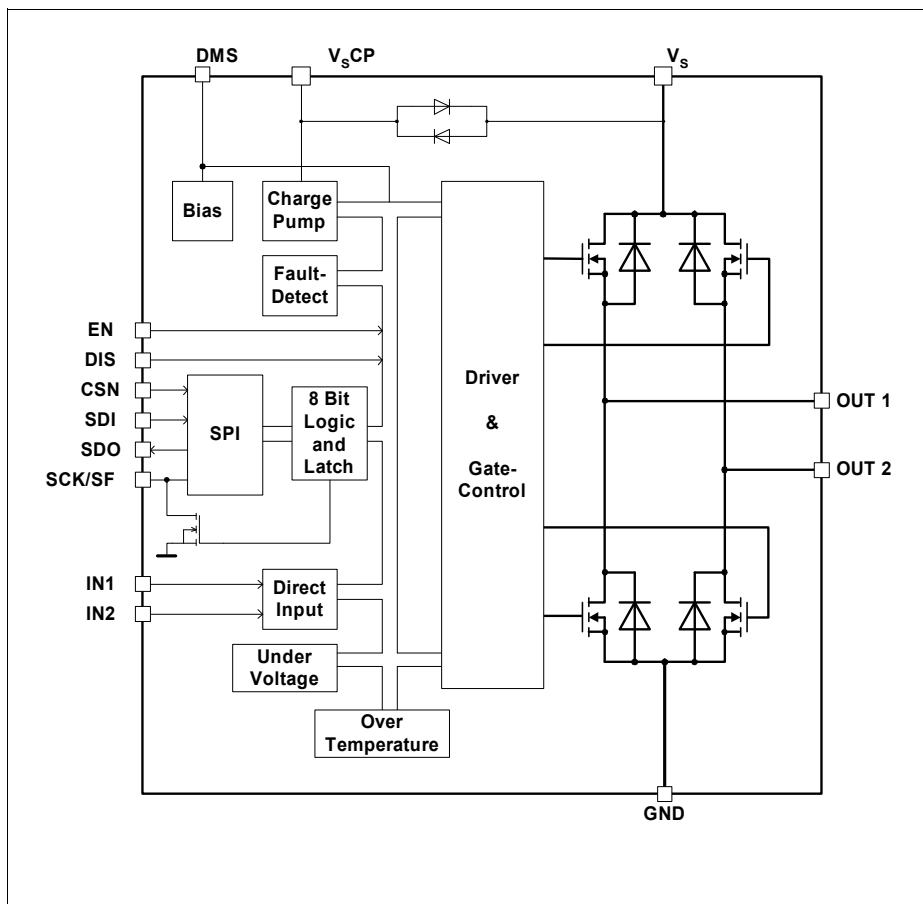 DMS
VSCP
VS
Bias
Charge
Pump
Fault-
Detect
EN
DIS
CSN
SDI
SDO
SCK/SF
SPI
8 Bit
Logic
and
Latch
Driver
&
Gate-
Control
OUT 1
OUT 2
IN1
IN2
Direct
Input
Under
Voltage
Over
Temperature
GND